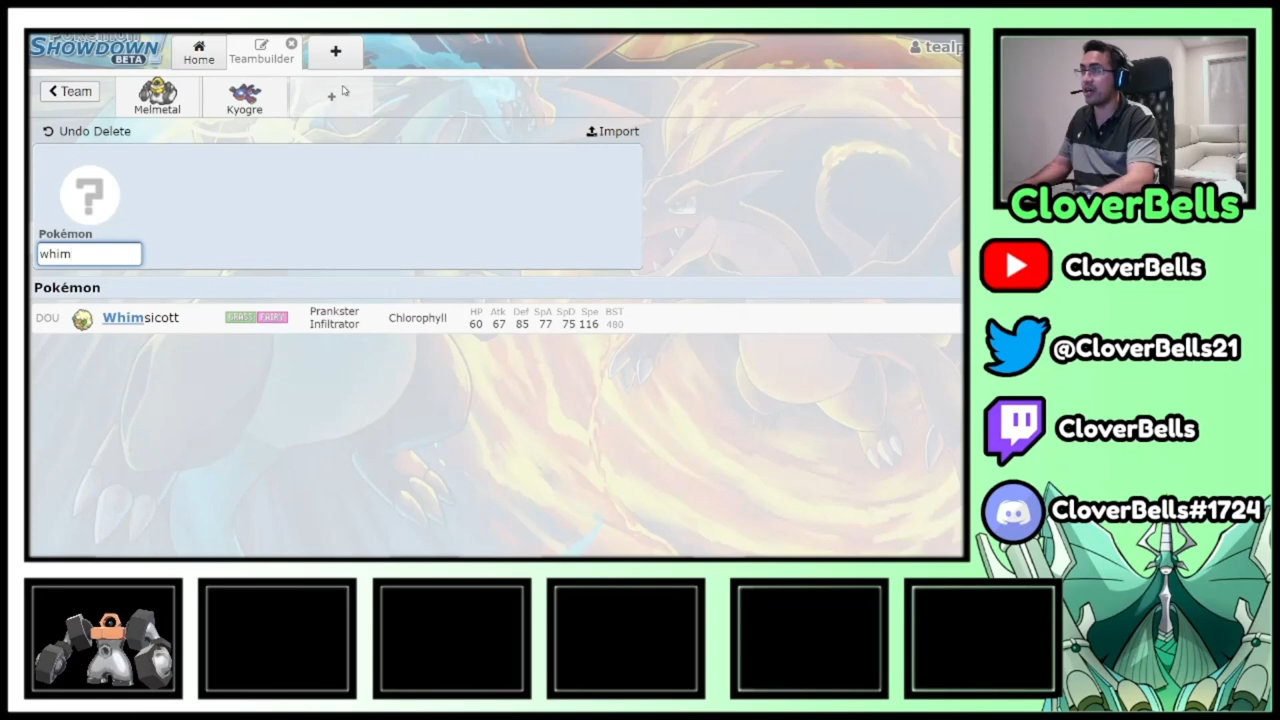 POKÉMON
SHOWDOWN
BETA
Home
Teambuilder
+
tealp
Team
Melmetal
Kyogre
+
Undo Delete
Import
?
Pokémon
whim
Pokémon
DOU
Whimsicott
GRASS FAIRY
Prankster
Infiltrator
Chlorophyll
HP Atk Def SpA SpD Spe BST
60 67 85 77 75 116 480
CloverBells
CloverBells
@CloverBells21
CloverBells
CloverBells#1724